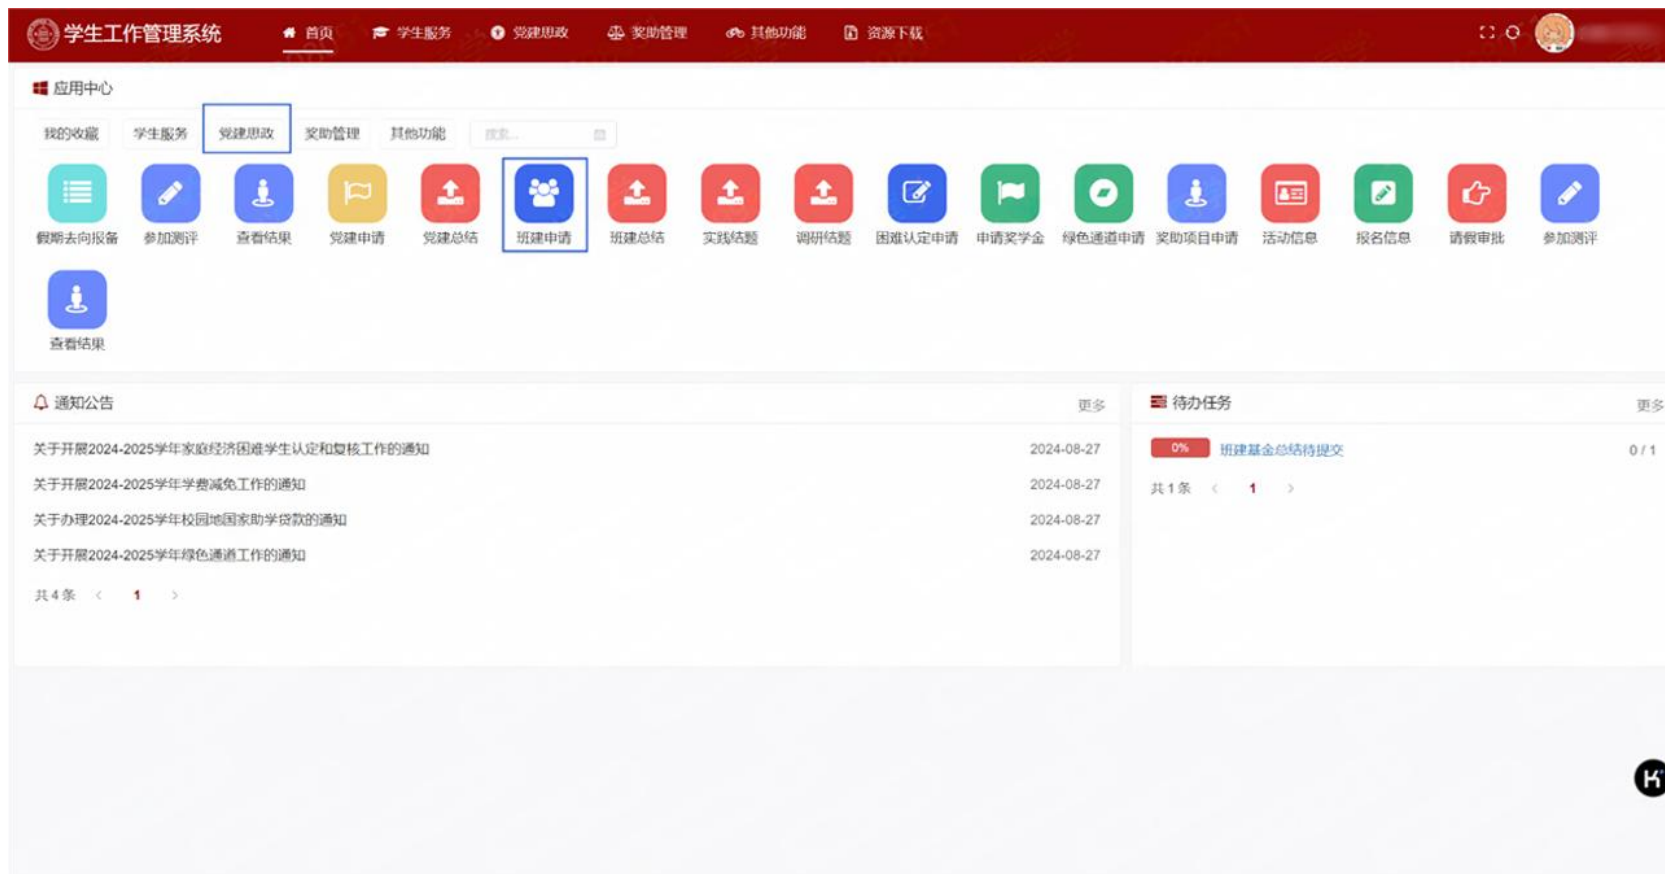 学生工作管理系统 首页 学生服务 党建思政 奖助管理 其他功能 资源下载
应用中心
我的收藏 学生服务 党建思政 奖助管理 其他功能 搜索...
假期去向报备 参加测评 查看结果 党建申请 党建总结 班建申请 班建总结 实践结题 调研结题 困难认定申请 申请奖学金 绿色通道申请 奖助项目申请 活动信息 报名信息 请假审批 参加测评
查看结果
通知公告 更多
关于开展2024-2025学年家庭经济困难学生认定和复核工作的通知 2024-08-27
关于开展2024-2025学年学费减免工作的通知 2024-08-27
关于办理2024-2025学年校园地国家助学贷款的通知 2024-08-27
关于开展2024-2025学年绿色通道工作的通知 2024-08-27
共 4 条 < 1 >
待办任务 更多
0% 班建基金总结待提交 0 / 1
共 1 条 < 1 >